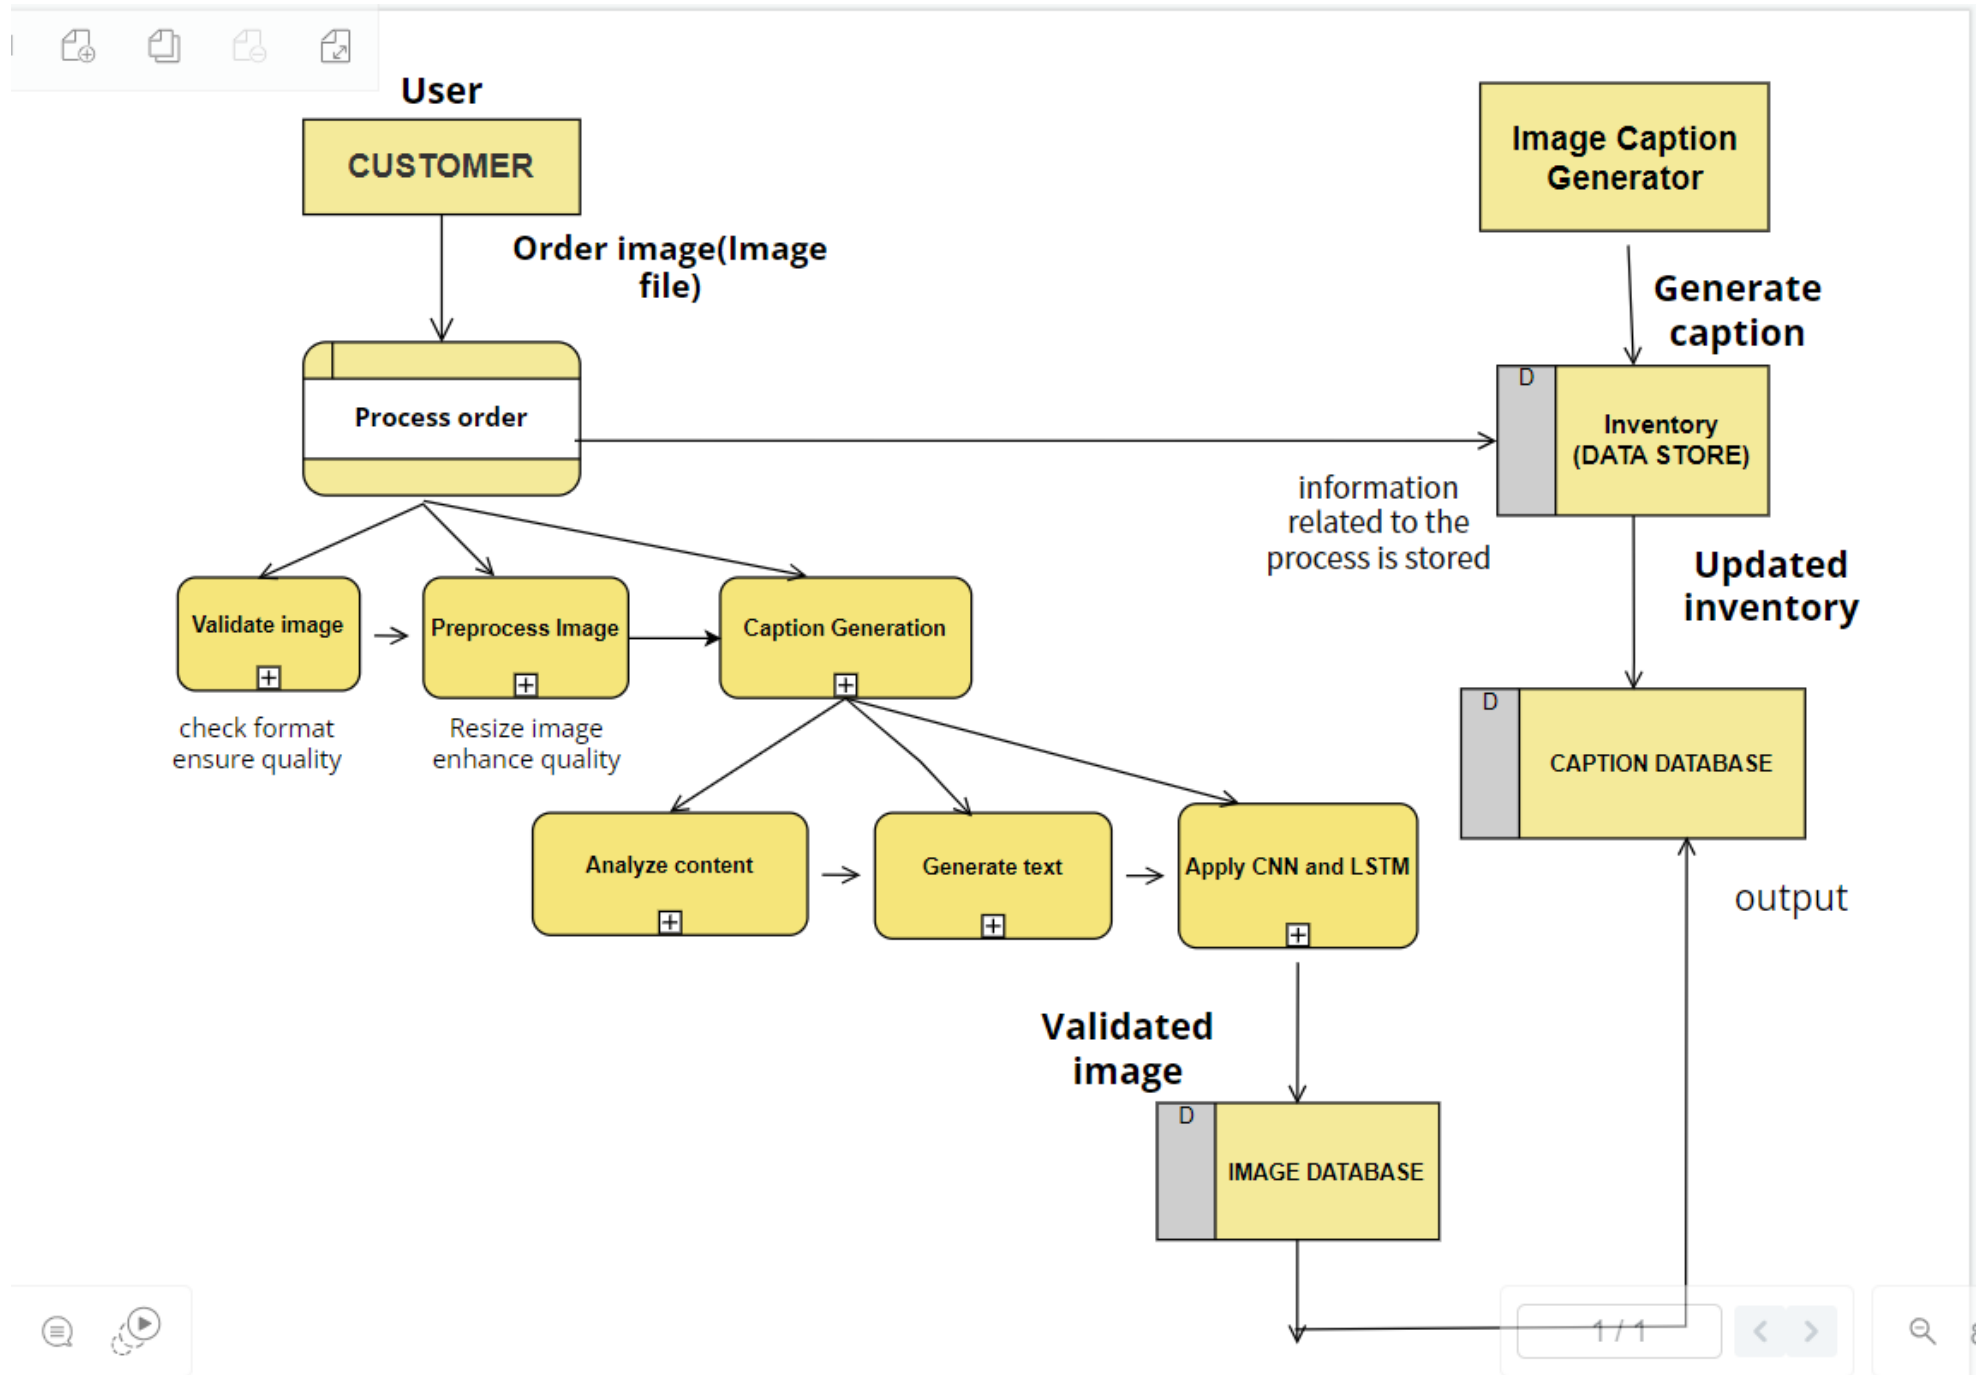 User
CUSTOMER
Order image(Image
file)
Process order
Image Caption
Generator
Generate
caption
D
Inventory
(DATA STORE)
information
related to the
process is stored
Updated
inventory
Validate image
Preprocess Image
Caption Generation
check format
ensure quality
Resize image
enhance quality
D
CAPTION DATABASE
Analyze content
Generate text
Apply CNN and LSTM
output
Validated
image
D
IMAGE DATABASE
1 / 1